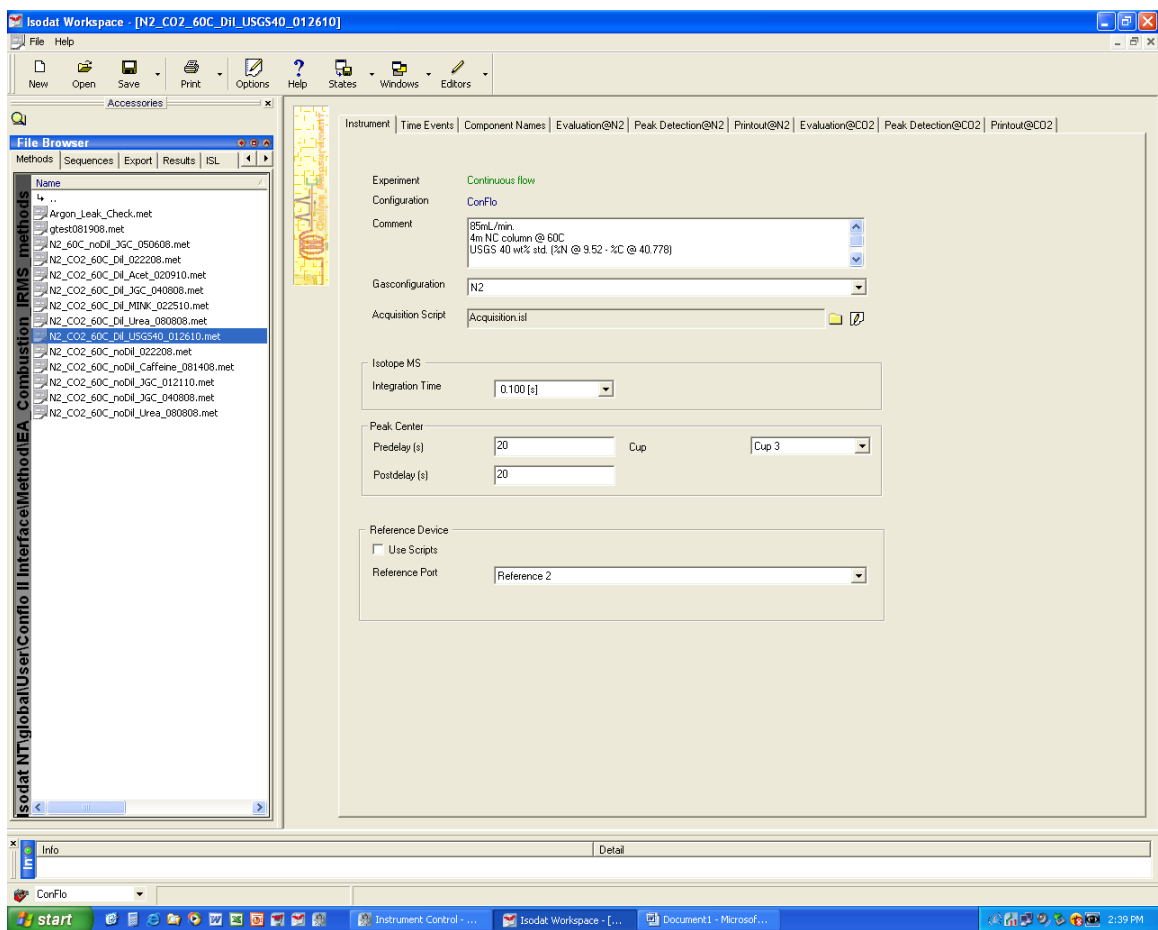 Isodat Workspace - [N2_CO2_60C_Dil_USGS40_012610]
File Help
New Open Save Print Options Help States Windows Editors
Accessories
File Browser
Methods Sequences Export Results ISL
Name
..
Argon_Leak_Check.met
gtest081908.met
N2_60C_noDil_JGC_050608.met
N2_CO2_60C_Dil_022208.met
N2_CO2_60C_Dil_Acet_020910.met
N2_CO2_60C_Dil_JGC_040808.met
N2_CO2_60C_Dil_MINK_022510.met
N2_CO2_60C_Dil_Urea_080808.met
N2_CO2_60C_Dil_USGS40_012610.met
N2_CO2_60C_noDil_022208.met
N2_CO2_60C_noDil_Caffeine_081408.met
N2_CO2_60C_noDil_JGC_012110.met
N2_CO2_60C_noDil_JGC_040808.met
N2_CO2_60C_noDil_Urea_080808.met
Isodat NT\global\User\Conflo II Interface\Method\EA_Combustion_IRMS_methods
Instrument Time Events Component Names Evaluation@N2 Peak Detection@N2 Printout@N2 Evaluation@CO2 Peak Detection@CO2 Printout@CO2
Experiment Continuous flow
Configuration ConFlo
Comment 85mL/min.
4m NC column @ 60C
USGS 40 wt% std. (%N @ 9.52 - %C @ 40.778)
Gasconfiguration N2
Acquisition Script Acquisition.isl
Isotope MS
Integration Time 0.100 [s]
Peak Center
Predelay (s) 20 Cup Cup 3
Postdelay (s) 20
Reference Device
Use Scripts
Reference Port Reference 2
Info Detail
ConFlo
start Instrument Control - ... Isodat Workspace - [... Document1 - Microsof... 2:39 PM